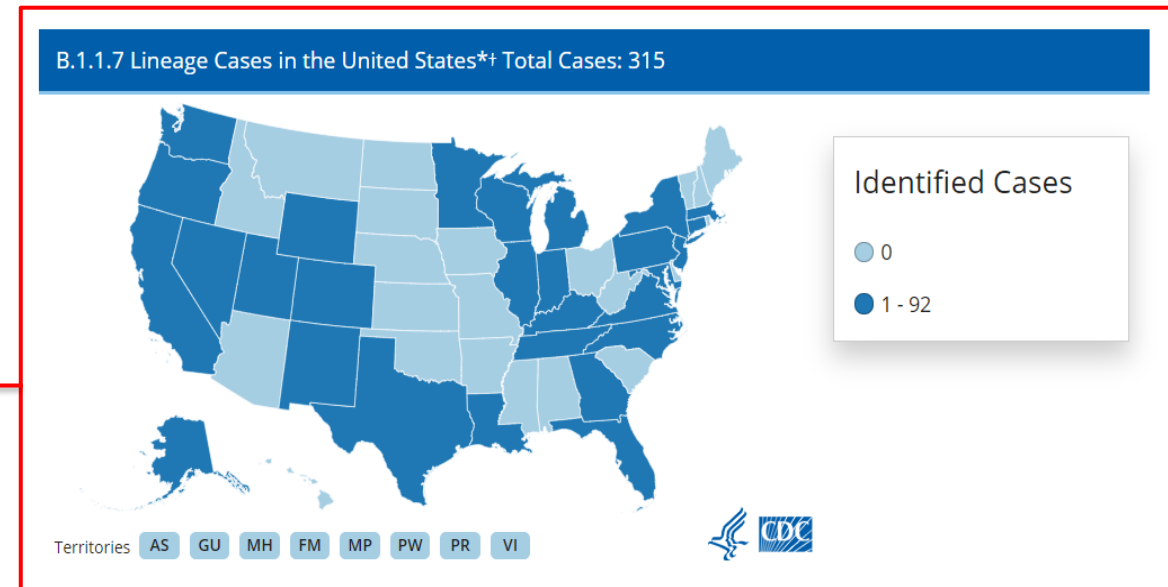 B.1.1.7 Lineage Cases in the United States*† Total Cases: 315
Identified Cases
0
1 - 92
Territories AS GU MH FM MP PW PR VI
CDC